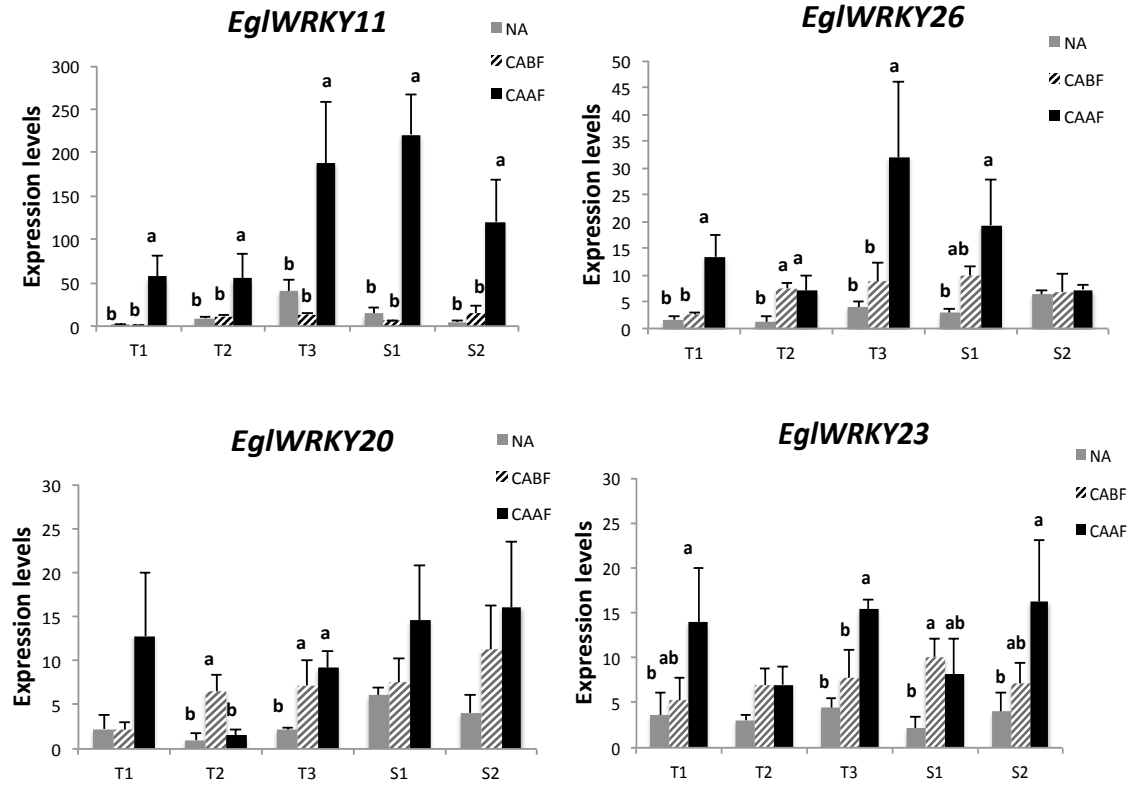 EglWRKY11
NA
CABF
CAAF
Expression levels
300
250
200
150
100
50
0
b b a
b b a
b b a
b b a
b b a
T1 T2 T3 S1 S2
EglWRKY26
NA
CABF
CAAF
Expression levels
50
45
40
35
30
25
20
15
10
5
0
b b a
b a a
b b a
b ab a
T1 T2 T3 S1 S2
EglWRKY20
NA
CABF
CAAF
Expression levels
30
25
20
15
10
5
0
b a b
b a a
T1 T2 T3 S1 S2
EglWRKY23
NA
CABF
CAAF
Expression levels
30
25
20
15
10
5
0
b ab a
b b a
b a ab
b ab a
T1 T2 T3 S1 S2